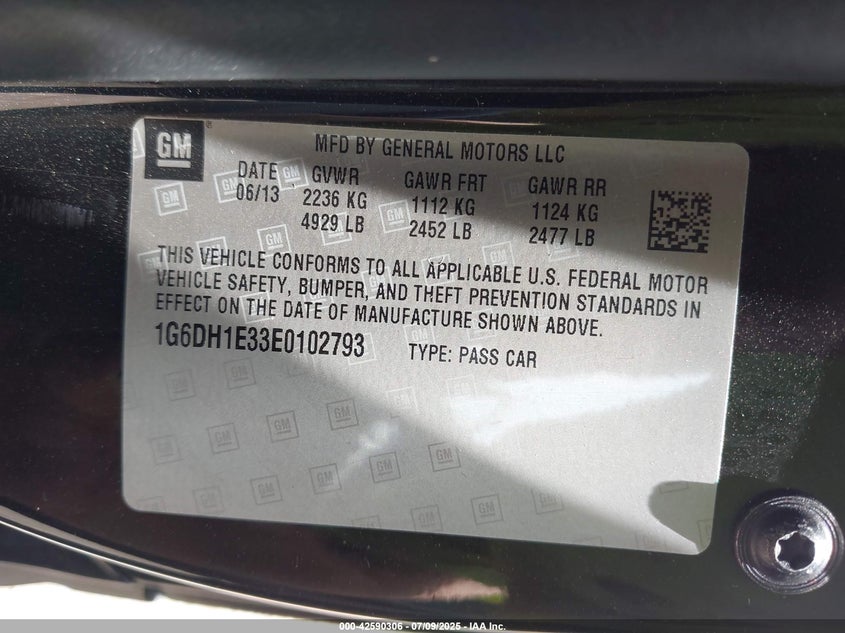 GM
MFD BY GENERAL MOTORS LLC
DATE GVWR GAWR FRT GAWR RR
06/13 2236 KG 1112 KG 1124 KG
4929 LB 2452 LB 2477 LB
THIS VEHICLE CONFORMS TO ALL APPLICABLE U.S. FEDERAL MOTOR
VEHICLE SAFETY, BUMPER, AND THEFT PREVENTION STANDARDS IN
EFFECT ON THE DATE OF MANUFACTURE SHOWN ABOVE.
1G6DH1E33E0102793 TYPE: PASS CAR
000-42590306 - 07/09/2025 - IAA Inc.